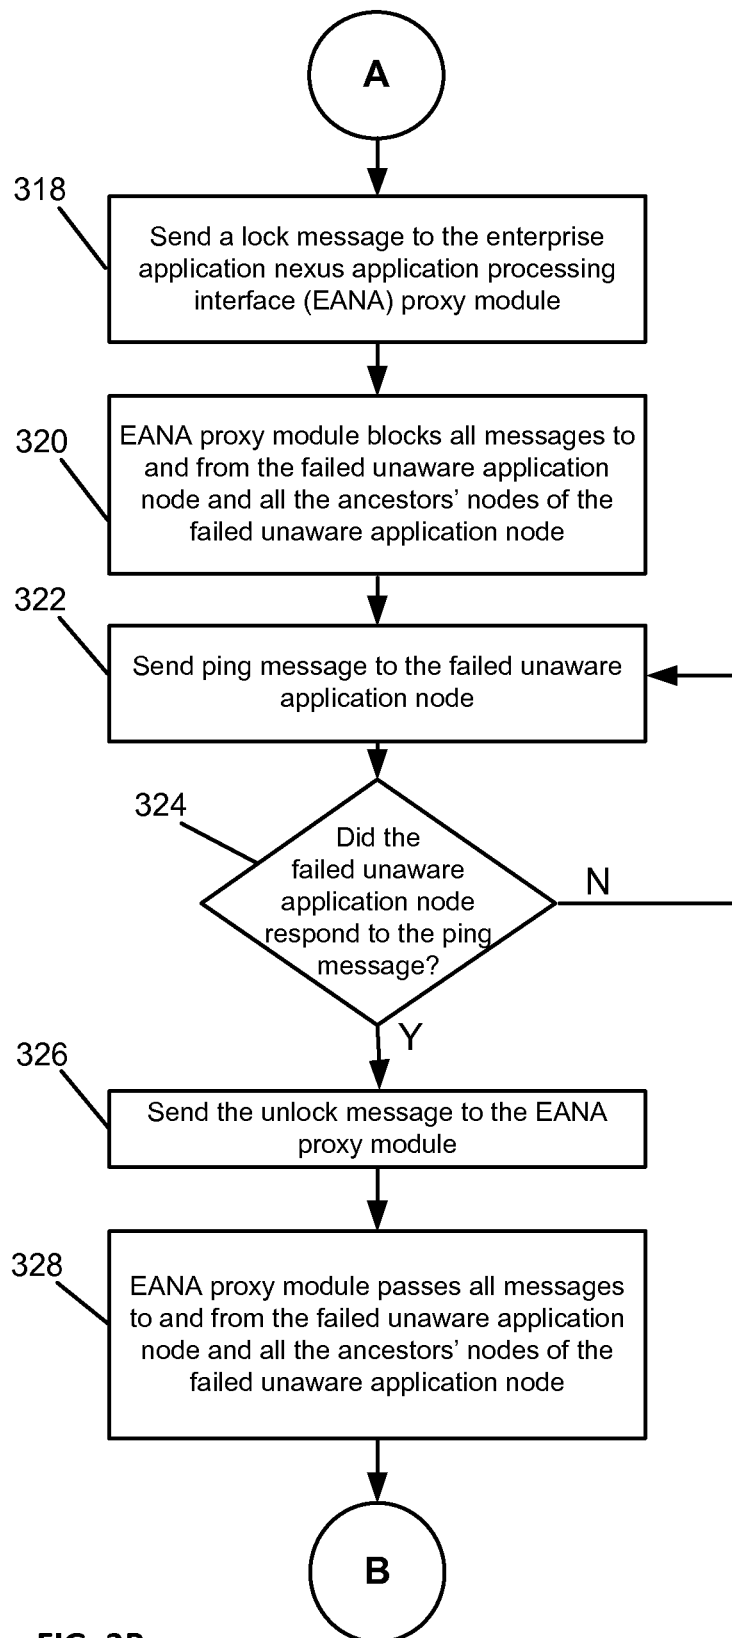 A
318
Send a lock message to the enterprise
application nexus application processing
interface (EANA) proxy module
320
EANA proxy module blocks all messages to
and from the failed unaware application
node and all the ancestors’ nodes of the
failed unaware application node
322
Send ping message to the failed unaware
application node
324
Did the
failed unaware
application node
respond to the ping
message?
N
Y
326
Send the unlock message to the EANA
proxy module
328
EANA proxy module passes all messages
to and from the failed unaware application
node and all the ancestors’ nodes of the
failed unaware application node
B